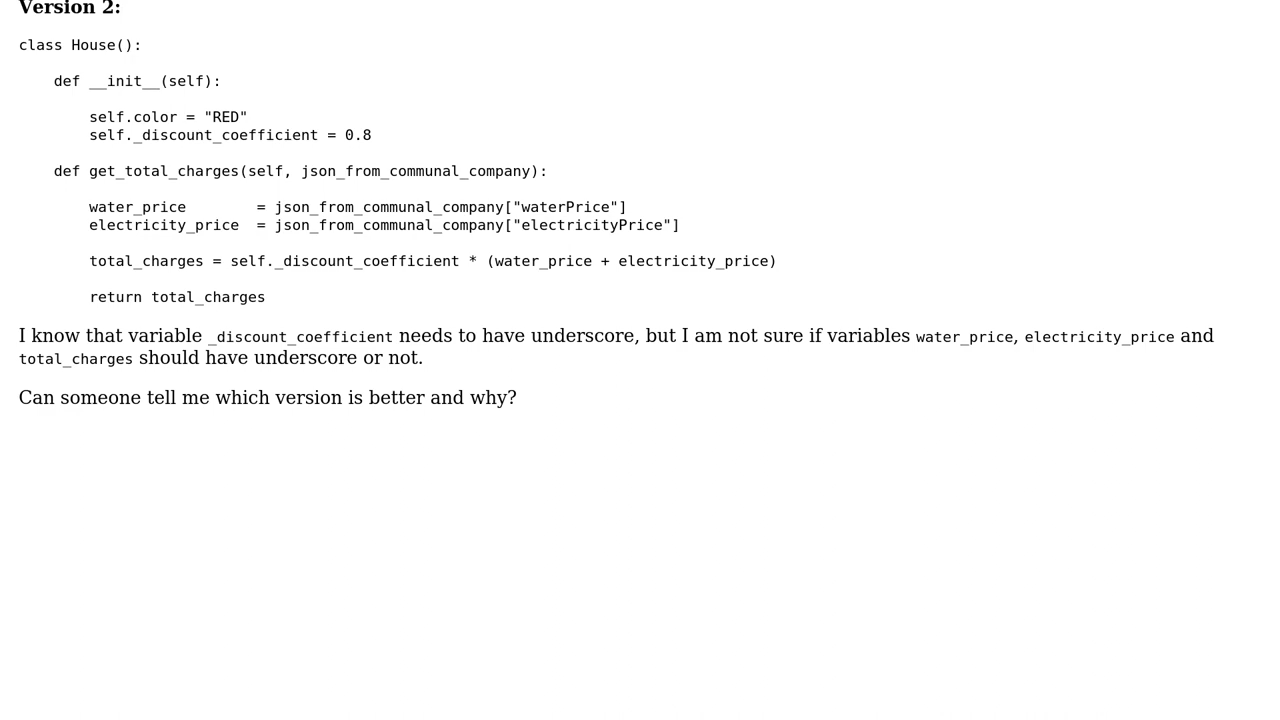 Version 2:
class House():
    def __init__(self):
        self.color = "RED"
        self._discount_coefficient = 0.8
    def get_total_charges(self, json_from_communal_company):
        water_price        = json_from_communal_company["waterPrice"]
        electricity_price  = json_from_communal_company["electricityPrice"]
        total_charges = self._discount_coefficient * (water_price + electricity_price)
        return total_charges
I know that variable _discount_coefficient needs to have underscore, but I am not sure if variables water_price, electricity_price and
total_charges should have underscore or not.
Can someone tell me which version is better and why?